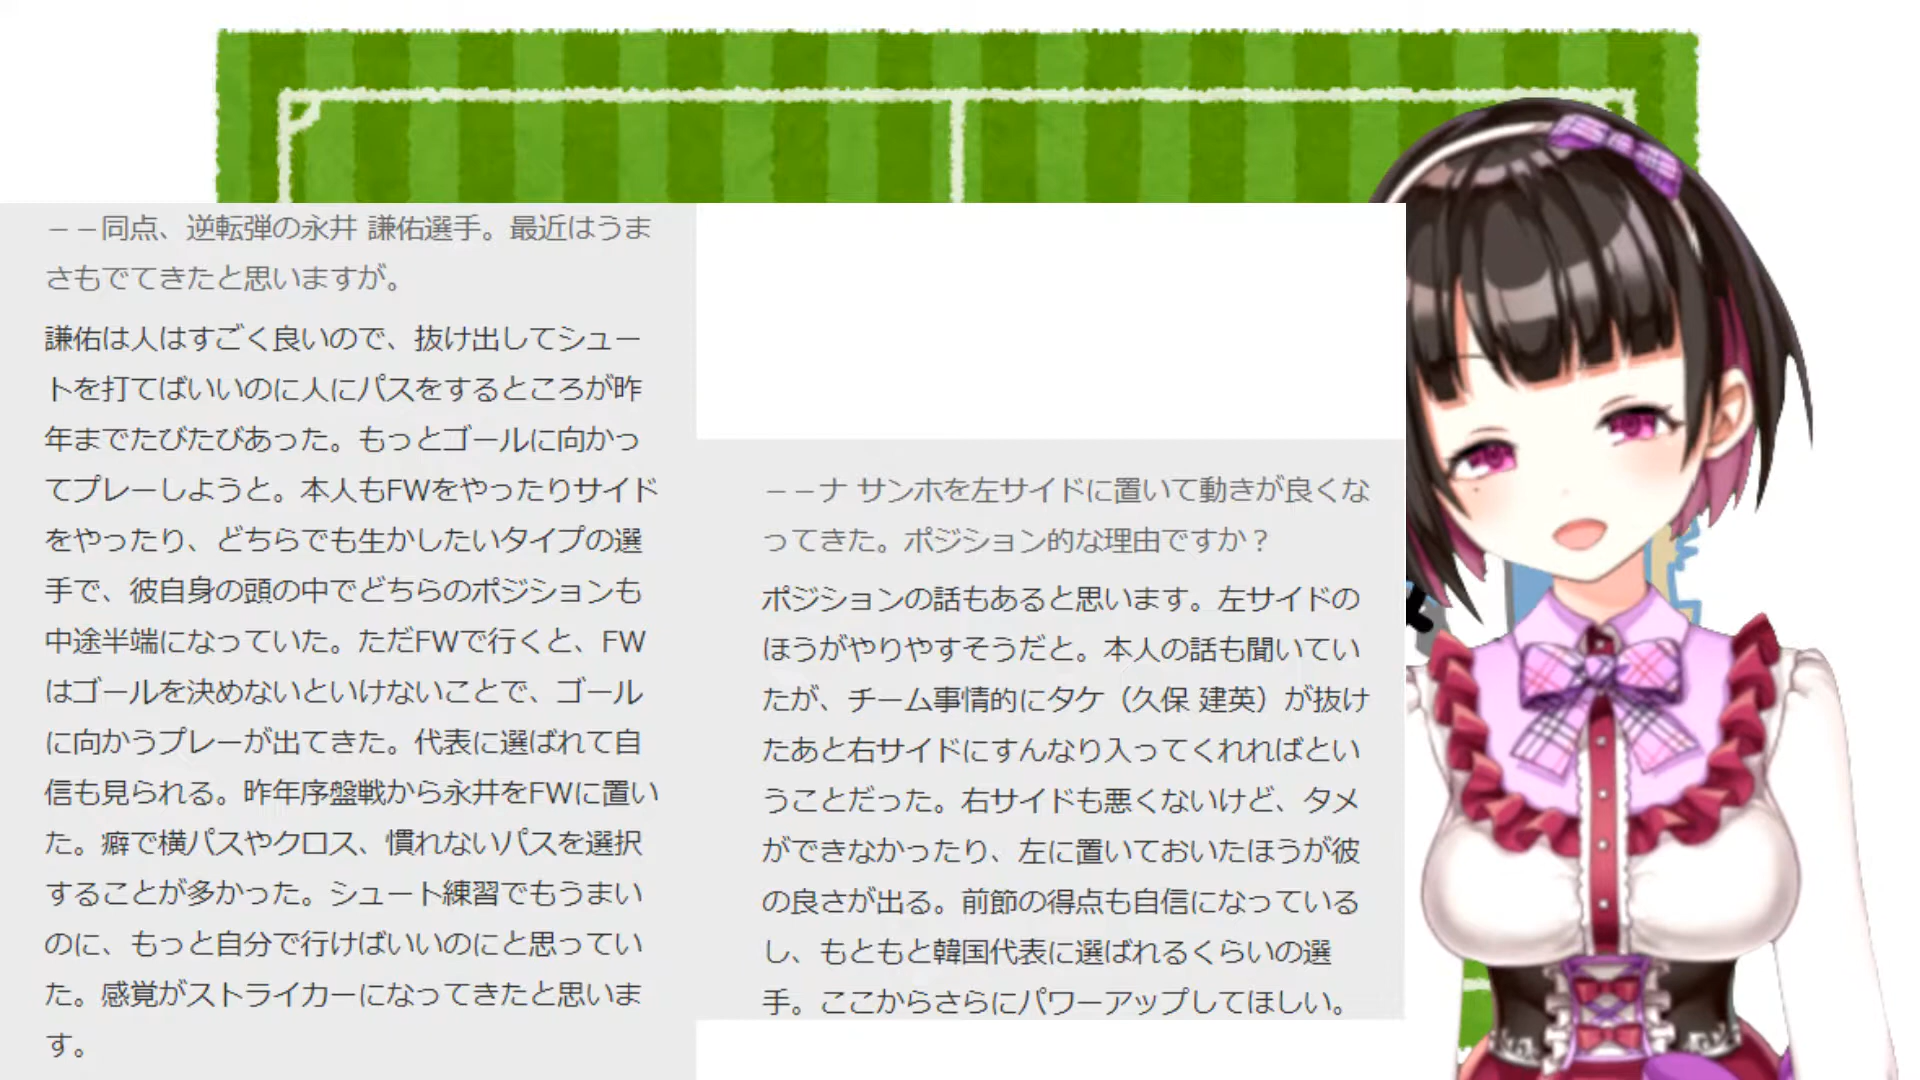 －－同点、逆転弾の永井 謙佑選手。最近はうま
さもでてきたと思いますが。
謙佑は人はすごく良いので、抜け出してシュー
トを打てばいいのに人にパスをするところが昨
年までたびたびあった。もっとゴールに向かっ
てプレーしようと。本人もFWをやったりサイド
をやったり、どちらでも生かしたいタイプの選
手で、彼自身の頭の中でどちらのポジションも
中途半端になっていた。ただFWで行くと、FW
はゴールを決めないといけないことで、ゴール
に向かうプレーが出てきた。代表に選ばれて自
信も見られる。昨年序盤戦から永井をFWに置い
た。癖で横パスやクロス、慣れないパスを選択
することが多かった。シュート練習でもうまい
のに、もっと自分で行けばいいのにと思ってい
た。感覚がストライカーになってきたと思いま
す。
－－ナ サンホを左サイドに置いて動きが良くな
ってきた。ポジション的な理由ですか？
ポジションの話もあると思います。左サイドの
ほうがやりやすそうだと。本人の話も聞いてい
たが、チーム事情的にタケ（久保 建英）が抜け
たあと右サイドにすんなり入ってくれればとい
うことだった。右サイドも悪くないけど、タメ
ができなかったり、左に置いておいたほうが彼
の良さが出る。前節の得点も自信になっている
し、もともと韓国代表に選ばれるくらいの選
手。ここからさらにパワーアップしてほしい。